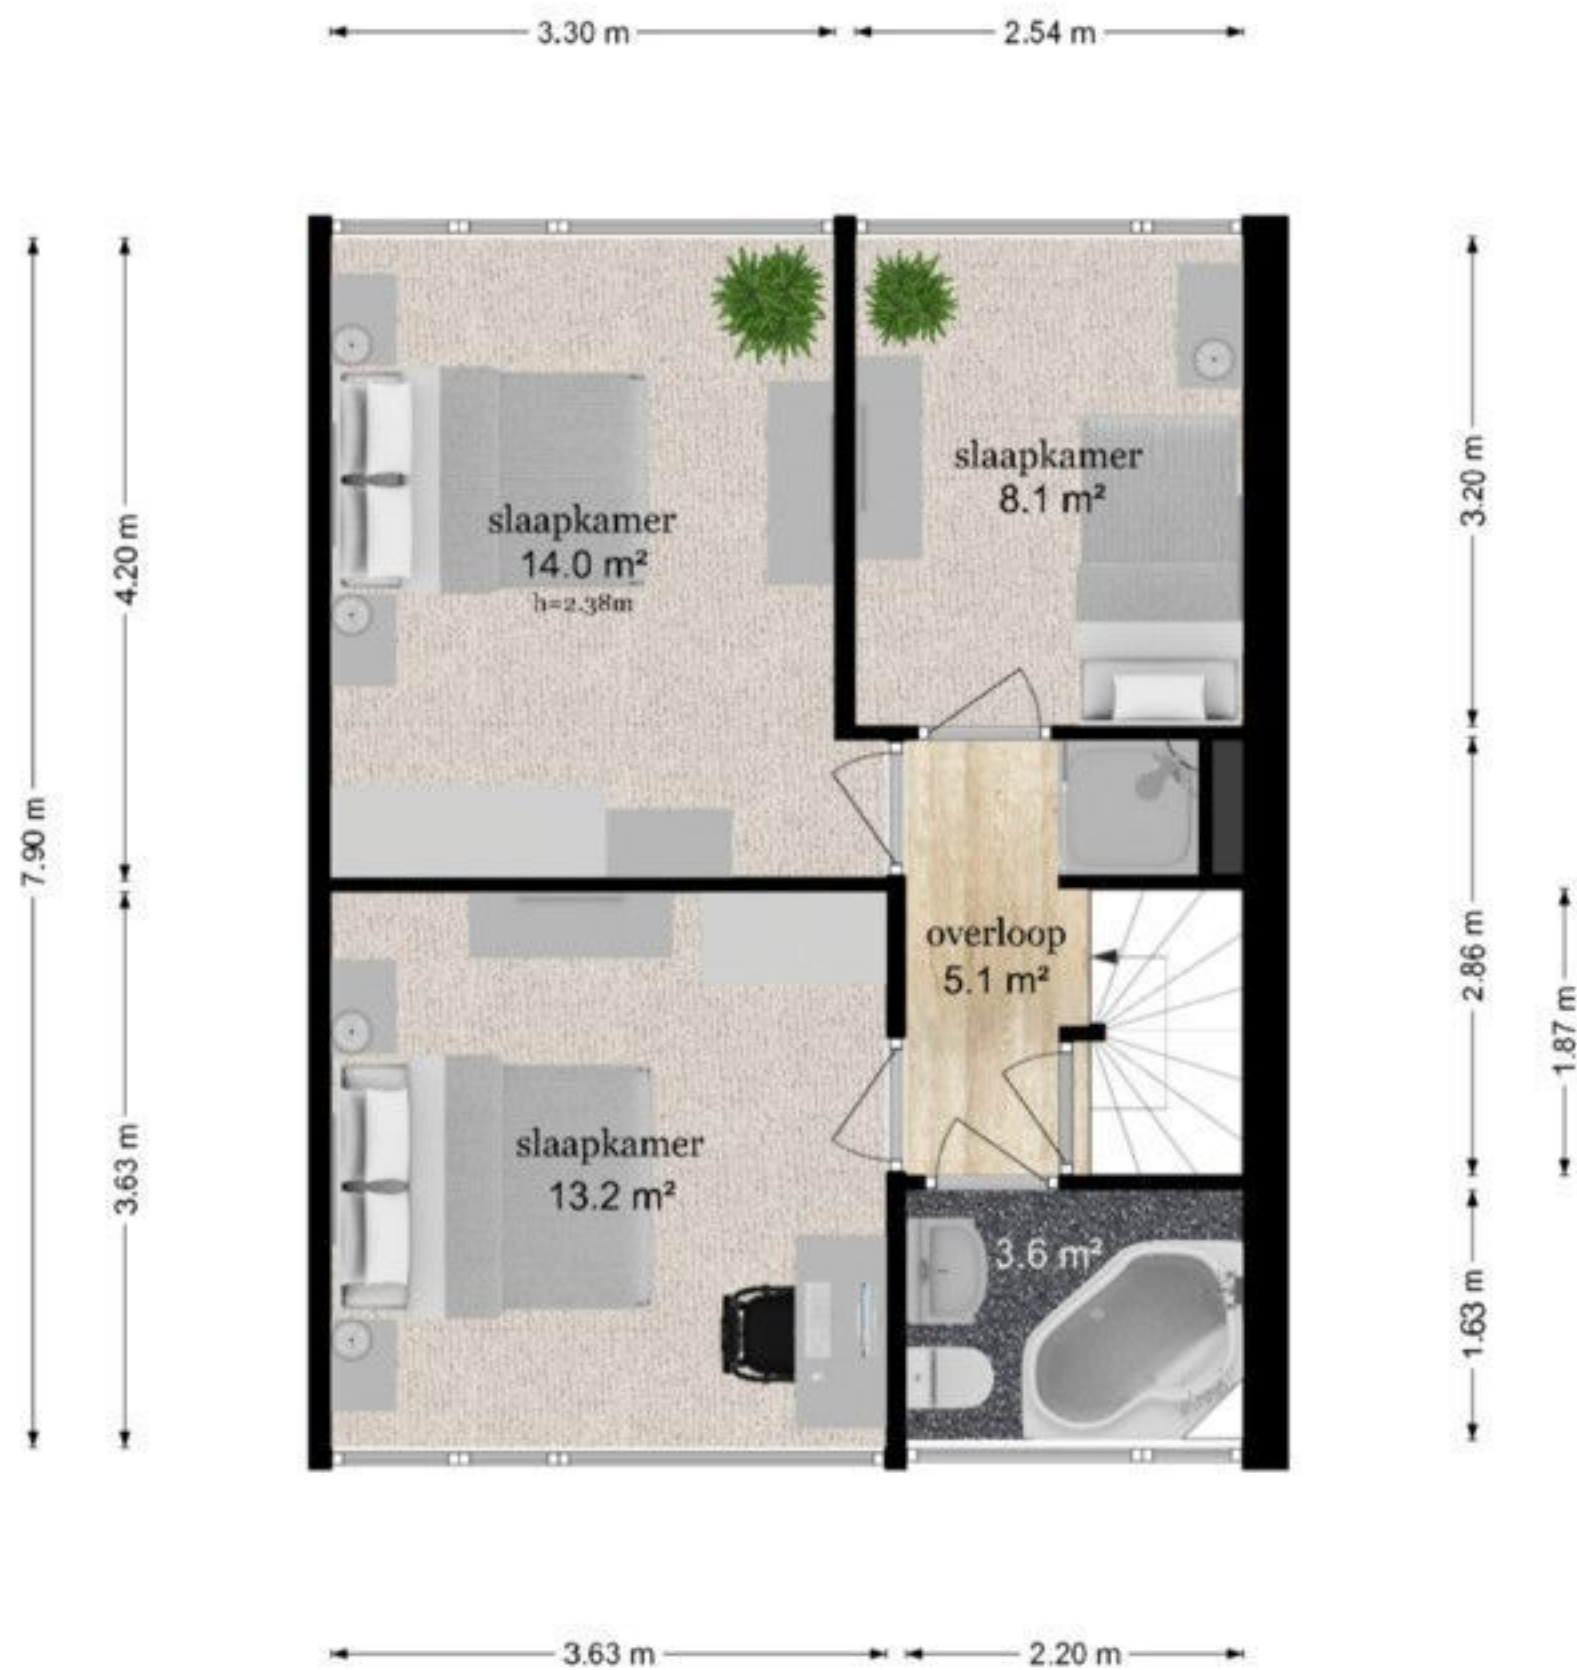 3.30 m
2.54 m
slaapkamer
8.1 m²
3.20 m
slaapkamer
14.0 m²
h=2.38m
4.20 m
7.90 m
overloop
5.1 m²
2.86 m
1.87 m
slaapkamer
13.2 m²
3.63 m
3.6 m²
1.63 m
3.63 m
2.20 m